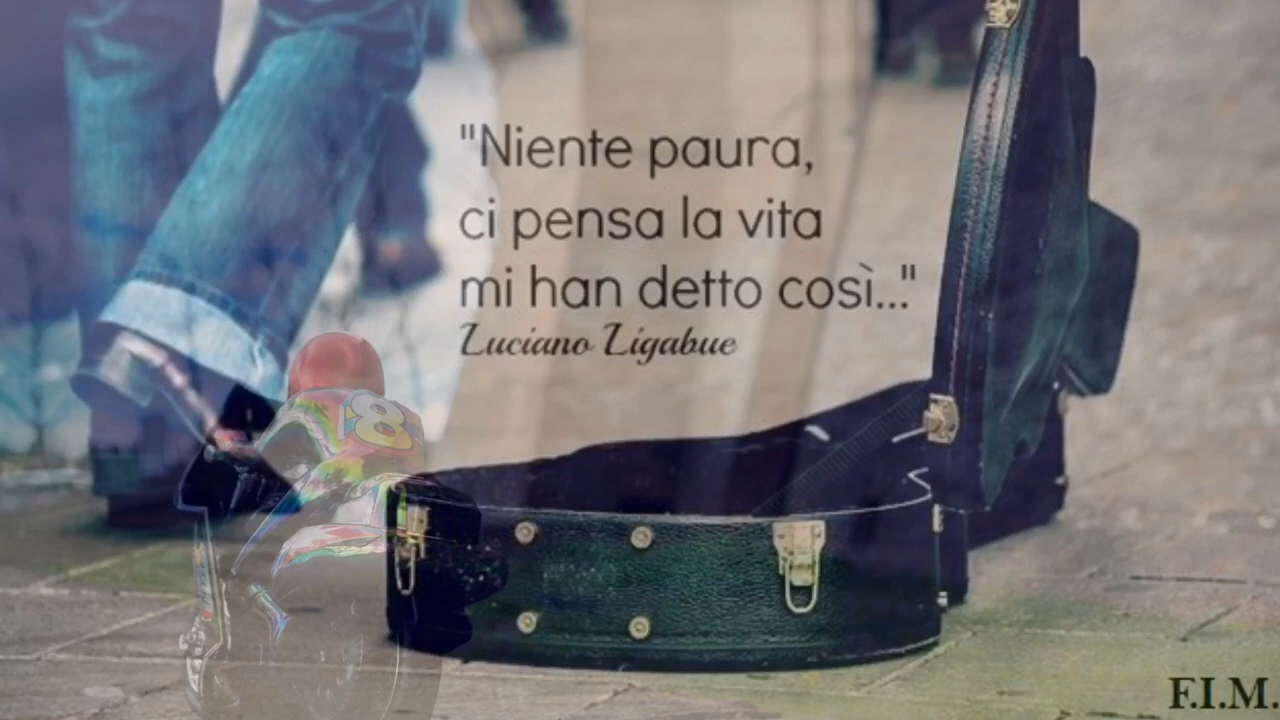 "Niente paura,
ci pensa la vita
mi han detto così..."
Luciano Ligabue
8
F.I.M.